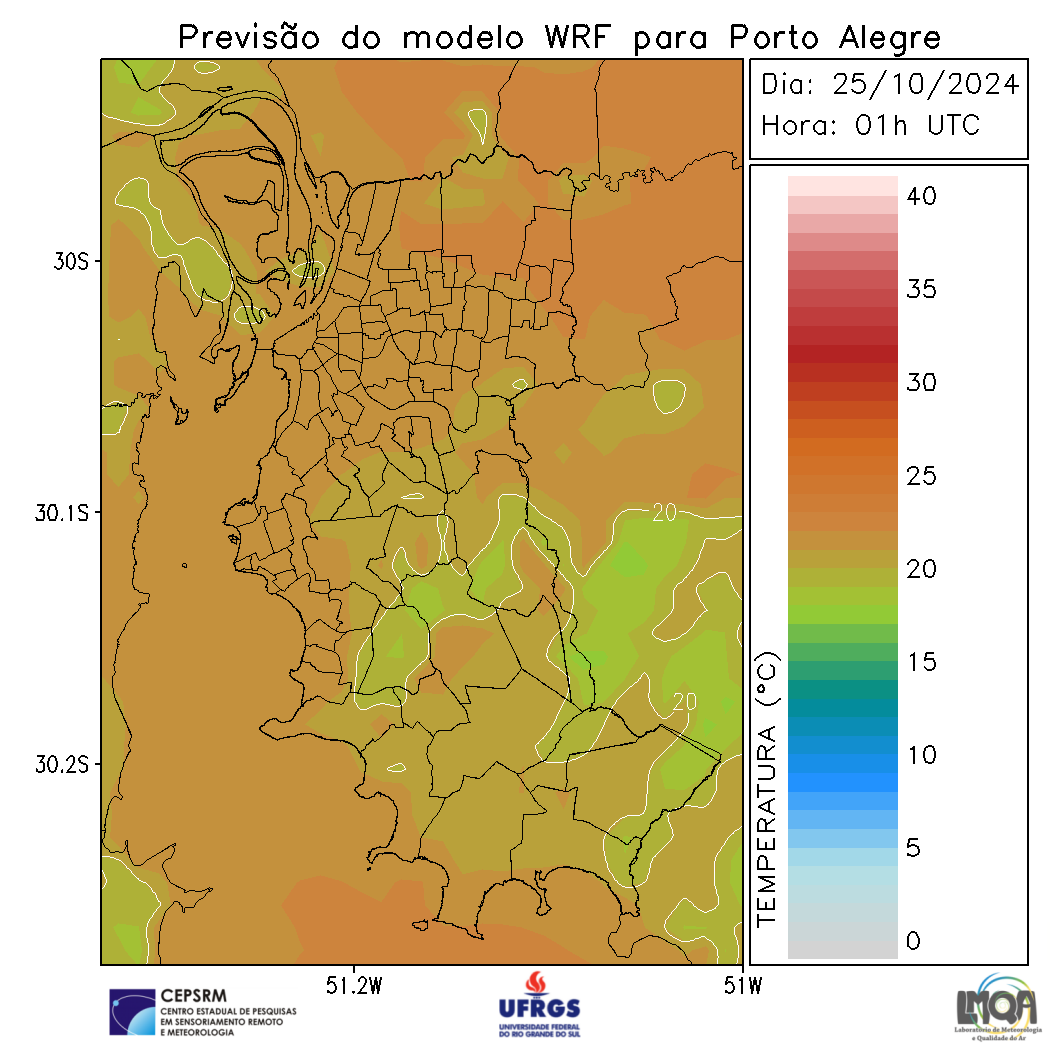 Previsão do modelo WRF para Porto Alegre
Dia: 25/10/2024
Hora: 01h UTC
40
35
30
25
20
15
10
5
0
TEMPERATURA (°C)
30S
30.1S
30.2S
20
20
51.2W
51W
CEPSRM
CENTRO ESTADUAL DE PESQUISAS
EM SENSORIAMENTO REMOTO
E METEOROLOGIA
UFRGS
UNIVERSIDADE FEDERAL
DO RIO GRANDE DO SUL
LMQA
Laboratório de Meteorologia
e Qualidade do Ar